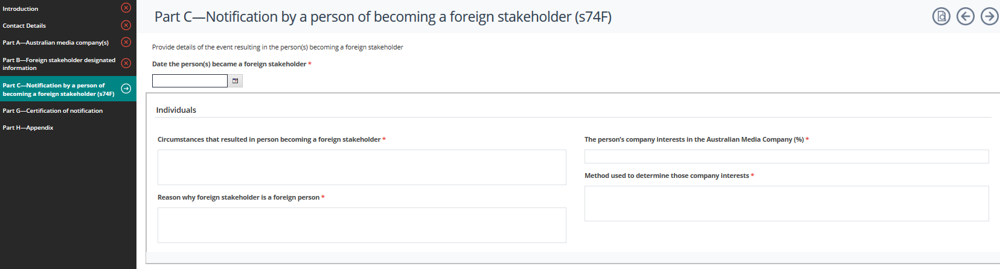 Introduction
Contact Details
Part A—Australian media company(s)
Part B—Foreign stakeholder designated
information
Part C—Notification by a person of
becoming a foreign stakeholder (s74F)
Part G—Certification of notification
Part H—Appendix
Part C—Notification by a person of becoming a foreign stakeholder (s74F)
Provide details of the event resulting in the person(s) becoming a foreign stakeholder
Date the person(s) became a foreign stakeholder *
Individuals
Circumstances that resulted in person becoming a foreign stakeholder *
Reason why foreign stakeholder is a foreign person *
The person's company interests in the Australian Media Company (%) *
Method used to determine those company interests *